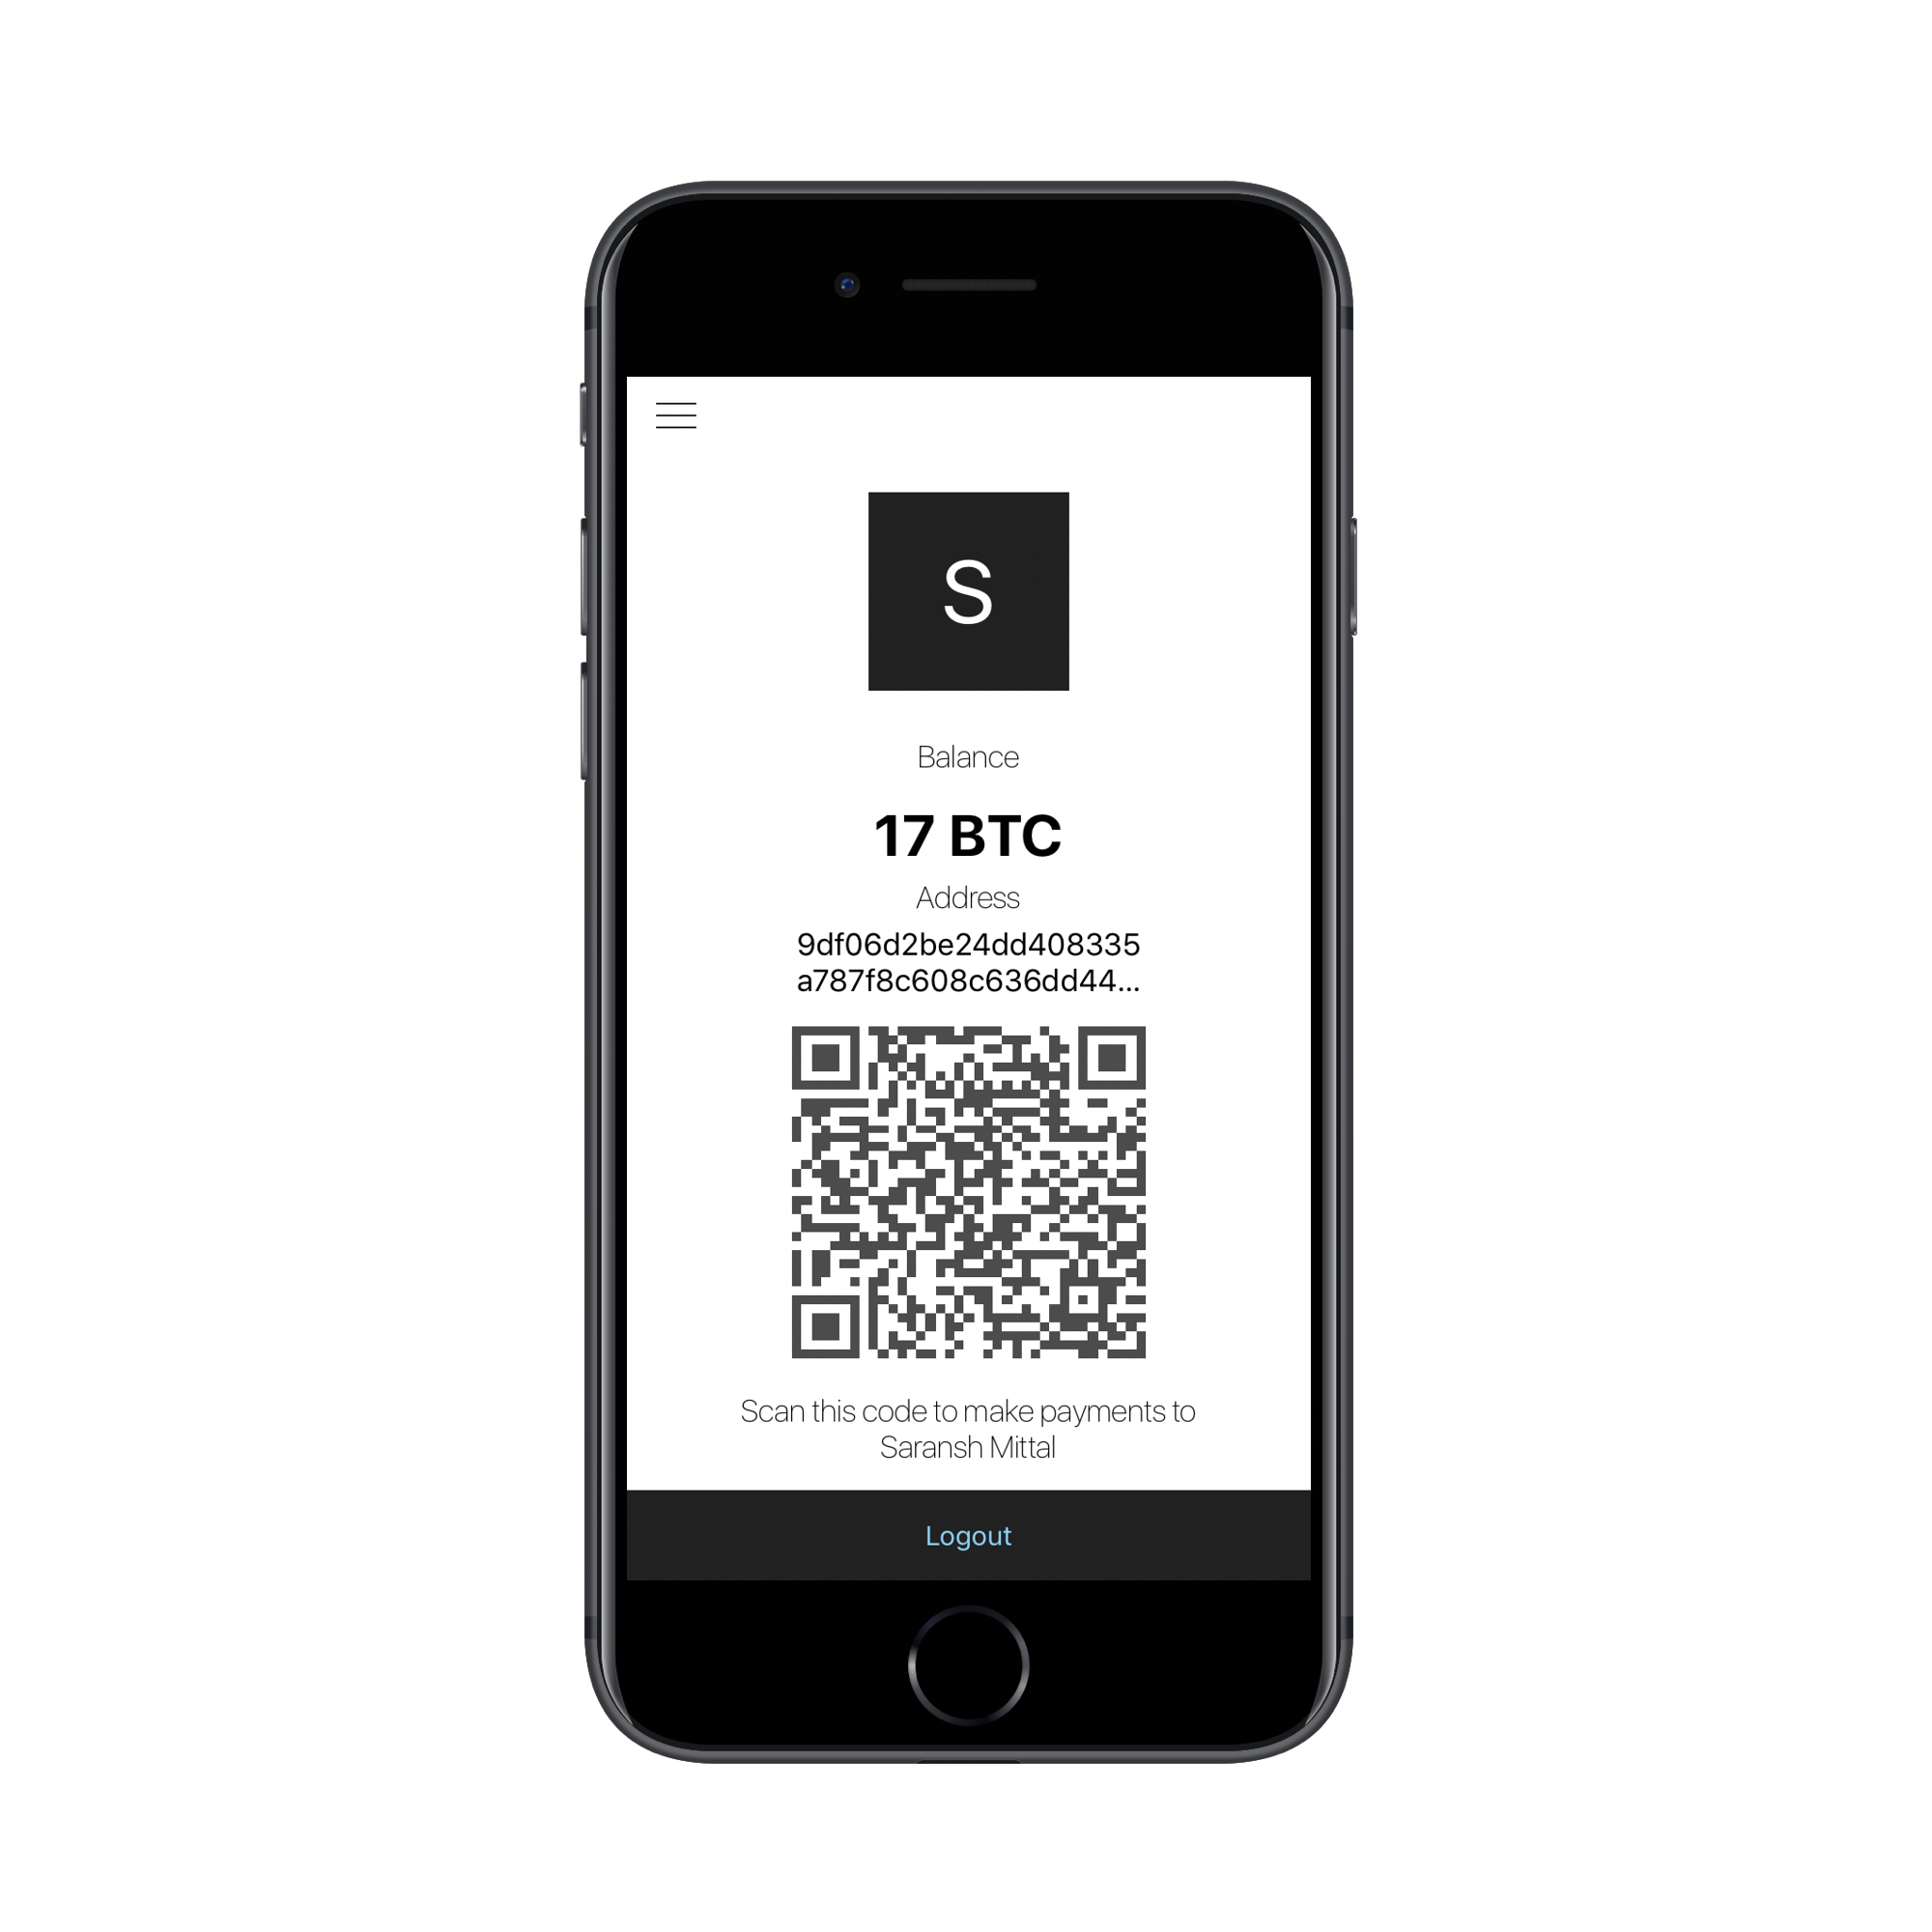 S
Balance
17 BTC
Address
9df06d2be24dd408335
a787f8c608c636dd44...
Scan this code to make payments to
Saransh Mittal
Logout